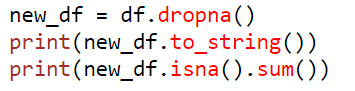 new_df = df.dropna()
print(new_df.to_string())
print(new_df.isna().sum())